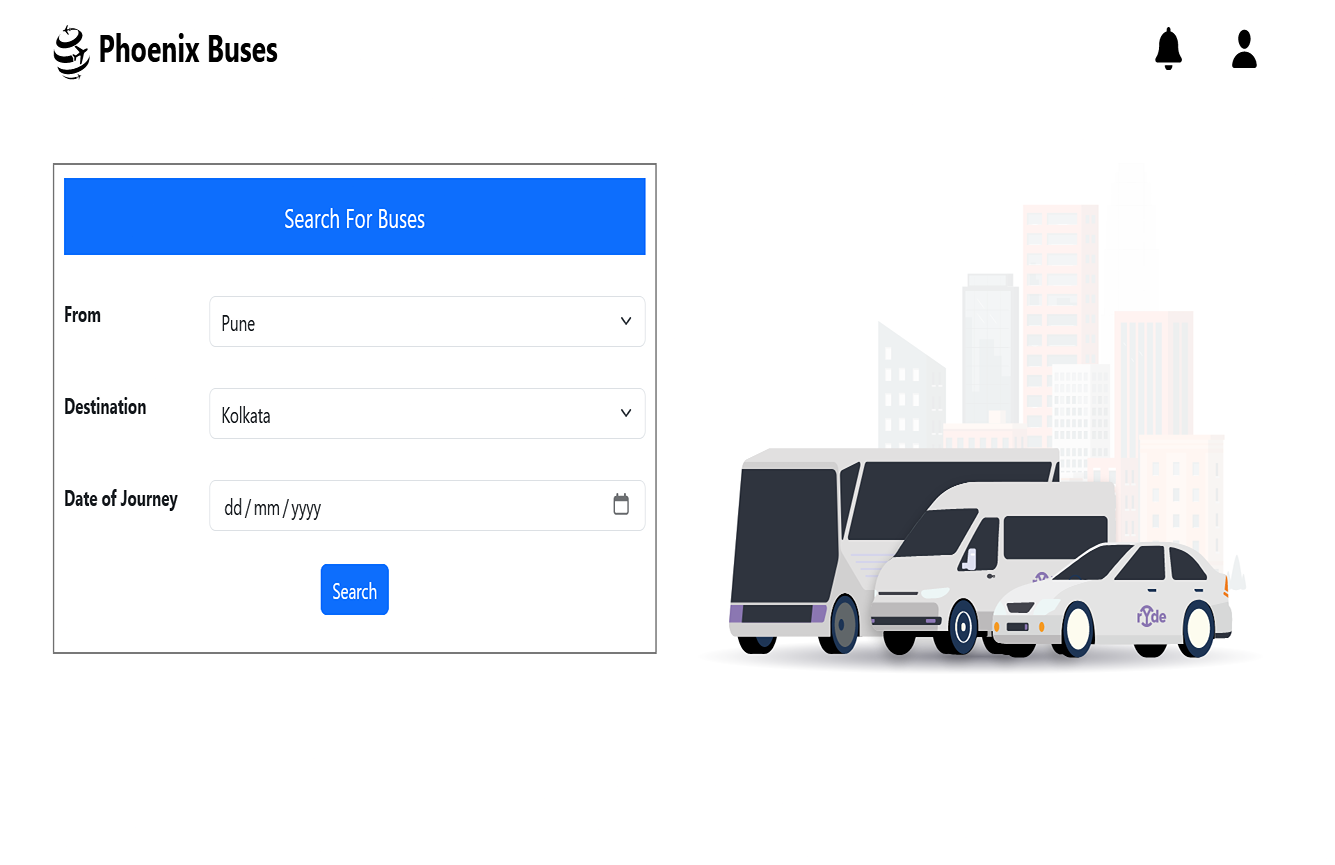 Phoenix Buses
Search For Buses
From
Pune
Destination
Kolkata
Date of Journey
dd/mm/yyyy
Search
ryde